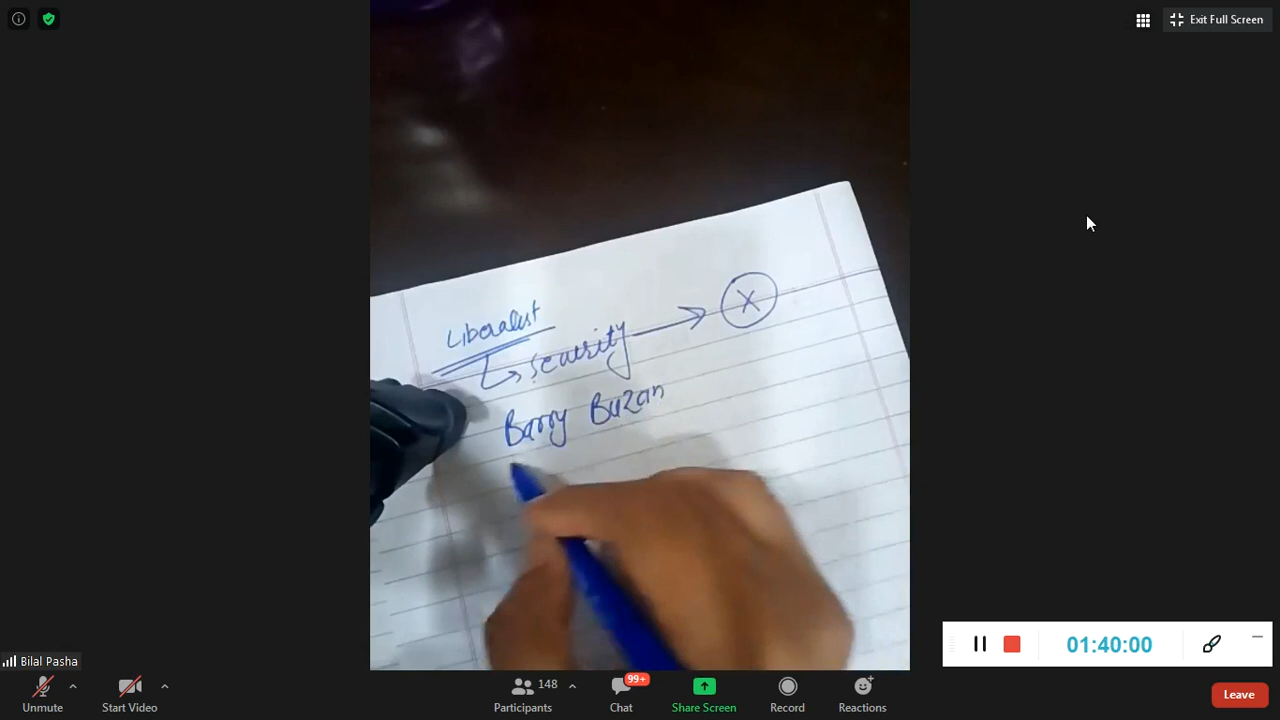 Exit Full Screen
Liberalist
Security
X
Barry Buzan
01:40:00
Bilal Pasha
Unmute
Start Video
148
Participants
99+
Chat
Share Screen
Record
Reactions
Leave